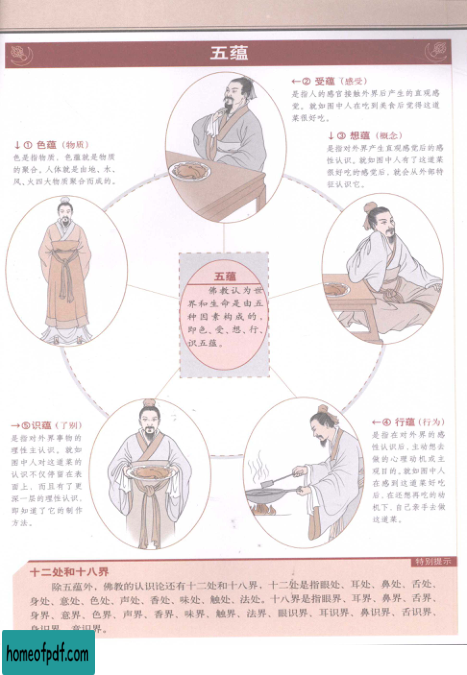 五蕴
←② 受蕴（感受）
是指人的感官接触外界后产生的直观感
觉。就如图中人在吃到美食后觉得这道
菜很好吃。
↓① 色蕴（物质）
色是指物质，色蕴就是物质
的聚合。人体就是由地、水、
风、火四大物质聚合而成的。
↓③ 想蕴（概念）
是指对外界产生直观感觉后的感
性认识。就如图中人有了这道菜
很好吃的感觉后，就会从外部特
征认识它。
五蕴
佛教认为世
界和生命是由五
种因素构成的，
即色、受、想、行、
识五蕴。
→⑤识蕴（了别）
是指对外界事物的
理性主认识。就如
图中人对这道菜的
认识不仅停留在表
面上，而且有了更
深一层的理性认识，
即知道了它的制作
方法。
←④ 行蕴（行为）
是指在对外界的感
性认识后，主动想去
做的心理动机或主
观目的。就如图中人
在感到这道菜好吃
后，在还想再吃的动
机下，自己亲手去做
这道菜。
特别提示
十二处和十八界
除五蕴外，佛教的认识论还有十二处和十八界，十二处是指眼处、耳处、鼻处、舌处、
身处、意处、色处、声处、香处、味处、触处、法处。十八界是指眼界、耳界、鼻界、舌界、
身界、意界、色界、声界、香界、味界、触界、法界、眼识界、耳识界、鼻识界、舌识界、
身识界、意识界。
homeofpdf.com